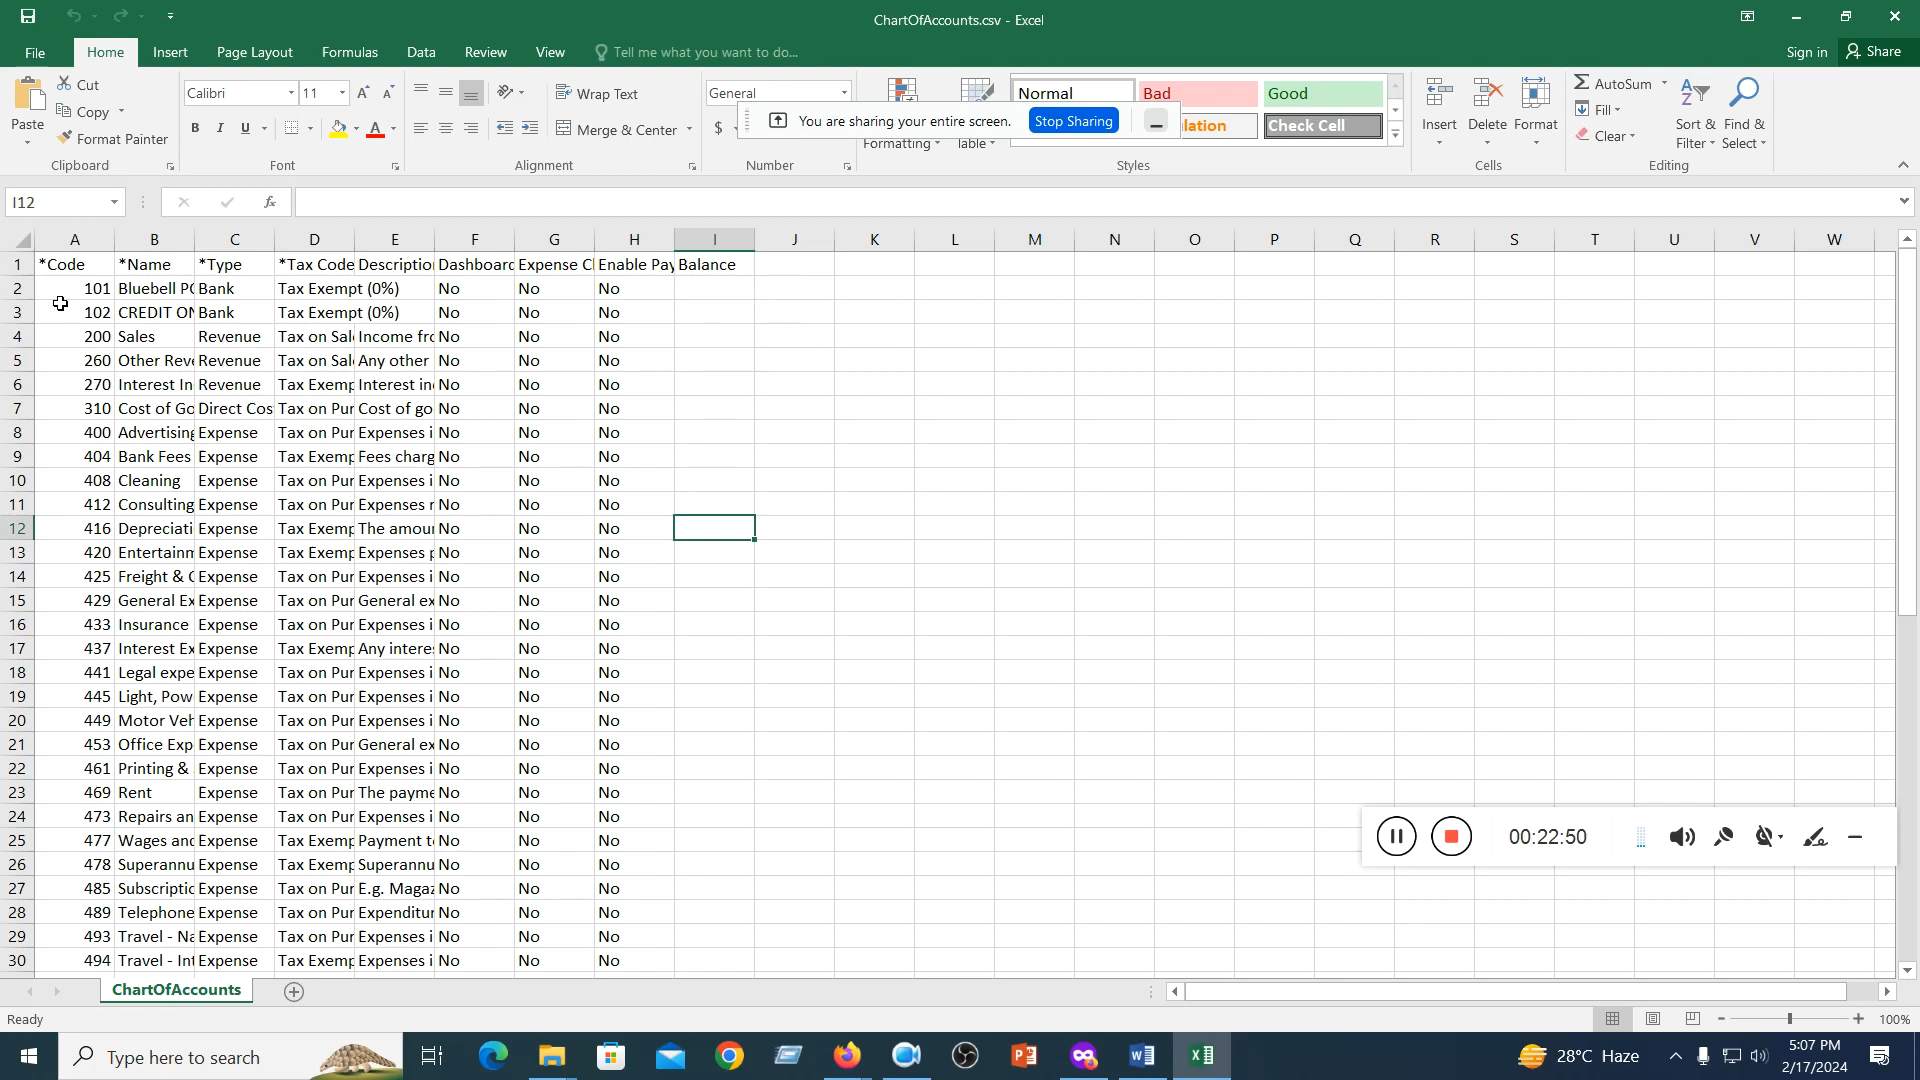 ChartOfAccounts.csv - Excel
File Home Insert Page Layout Formulas Data Review View Tell me what you want to do... Sign in Share
Paste Cut
Copy
Format Painter
Clipboard
Calibri 11
B I U
Font
Wrap Text
Merge & Center
Alignment
General
$
Number
Formatting
Table
Normal Bad Good
Check Cell
Styles
You are sharing your entire screen. Stop Sharing
Insert Delete Format
Cells
AutoSum
Fill
Clear
Sort & Filter
Find & Select
Editing
I12 fx
A B C D E F G H I J K L M N O P Q R S T U V W
1 *Code *Name *Type *Tax Code Description Dashboard Expense Cl Enable Pay Balance
2 101 Bluebell PC Bank Tax Exempt (0%) No No No
3 102 CREDIT ON Bank Tax Exempt (0%) No No No
4 200 Sales Revenue Tax on Sal Income fro No No No
5 260 Other Reve Revenue Tax on Sal Any other No No No
6 270 Interest In Revenue Tax Exemp Interest in No No No
7 310 Cost of Go Direct Cos Tax on Pur Cost of go No No No
8 400 Advertising Expense Tax on Pur Expenses i No No No
9 404 Bank Fees Expense Tax Exemp Fees charg No No No
10 408 Cleaning Expense Tax on Pur Expenses i No No No
11 412 Consulting Expense Tax on Pur Expenses r No No No
12 416 Depreciati Expense Tax Exemp The amour No No No
13 420 Entertainm Expense Tax Exemp Expenses p No No No
14 425 Freight & C Expense Tax on Pur Expenses i No No No
15 429 General Ex Expense Tax on Pur General ex No No No
16 433 Insurance Expense Tax on Pur Expenses i No No No
17 437 Interest Ex Expense Tax Exemp Any intere No No No
18 441 Legal expe Expense Tax on Pur Expenses i No No No
19 445 Light, Pow Expense Tax on Pur Expenses i No No No
20 449 Motor Veh Expense Tax on Pur Expenses i No No No
21 453 Office Exp Expense Tax on Pur General ex No No No
22 461 Printing & Expense Tax on Pur Expenses i No No No
23 469 Rent Expense Tax on Pur The payme No No No
24 473 Repairs an Expense Tax on Pur Expenses i No No No
25 477 Wages and Expense Tax Exemp Payment t No No No
26 478 Superannu Expense Tax Exemp Superannu No No No
27 485 Subscriptic Expense Tax on Pur E.g. Magaz No No No
28 489 Telephone Expense Tax on Pur Expenditur No No No
29 493 Travel - Na Expense Tax on Pur Expenses i No No No
30 494 Travel - Int Expense Tax Exemp Expenses i No No No
00:22:50
ChartOfAccounts
Ready 100%
Type here to search
28°C Haze
5:07 PM
2/17/2024